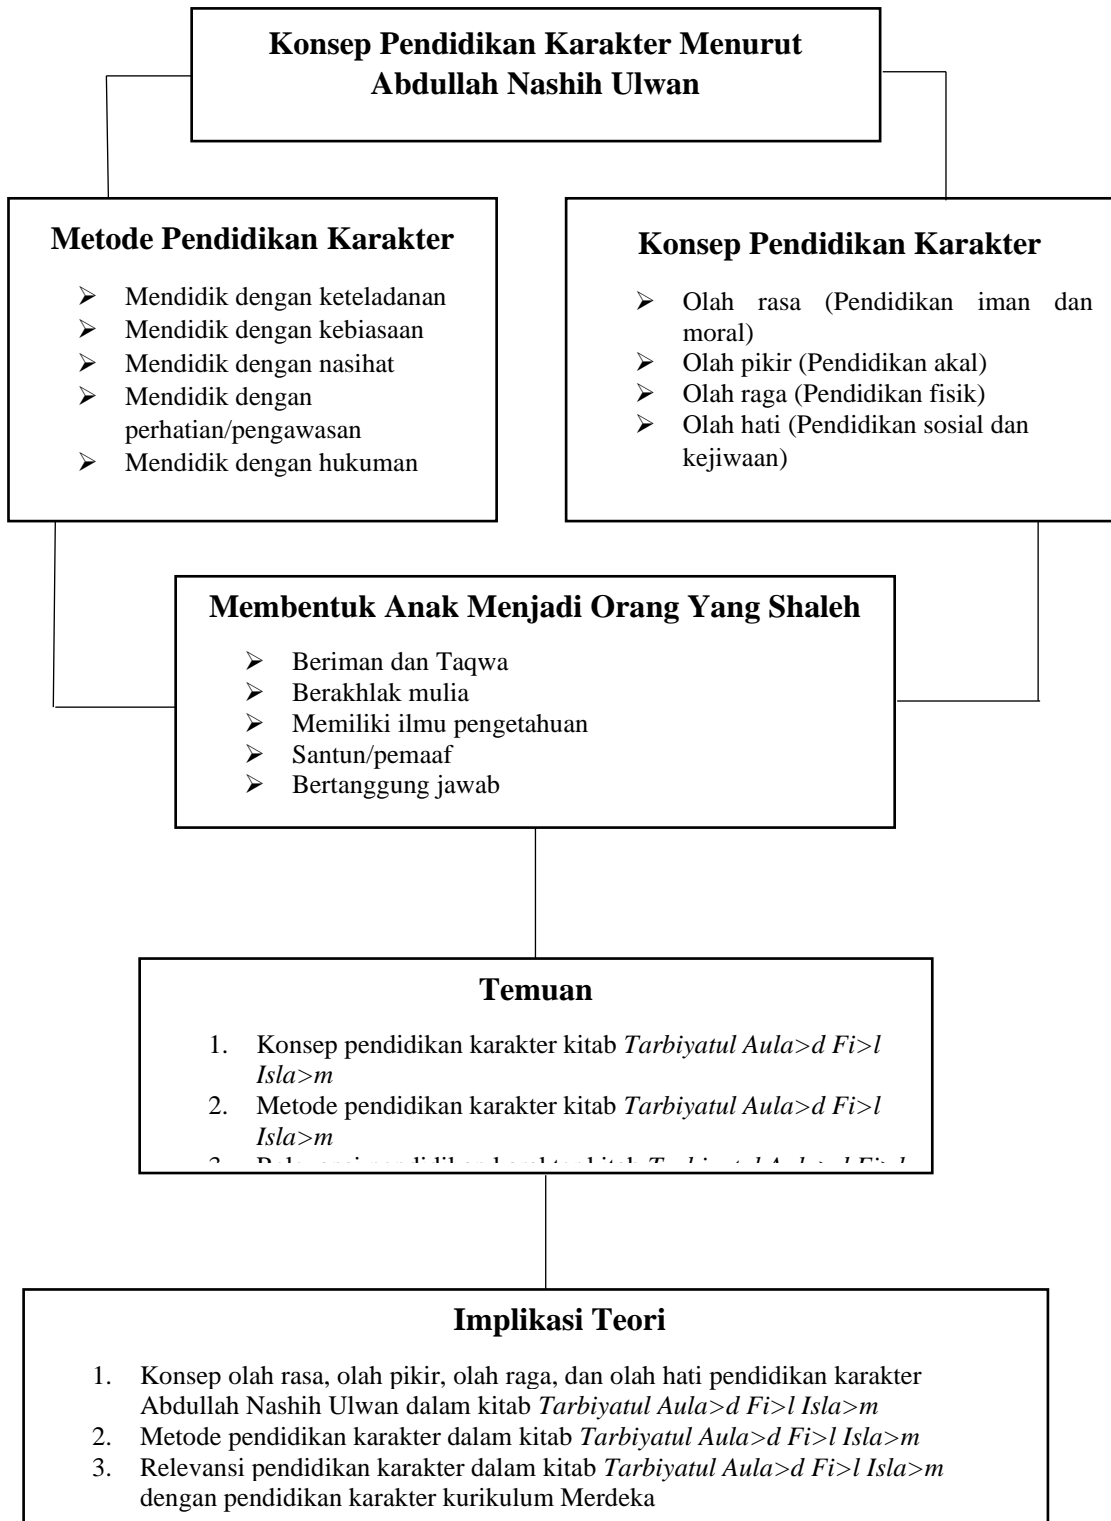 Konsep Pendidikan Karakter Menurut
Abdullah Nashih Ulwan
Metode Pendidikan Karakter
➢ Mendidik dengan keteladanan
➢ Mendidik dengan kebiasaan
➢ Mendidik dengan nasihat
➢ Mendidik dengan
perhatian/pengawasan
➢ Mendidik dengan hukuman
Konsep Pendidikan Karakter
➢ Olah rasa (Pendidikan iman dan
moral)
➢ Olah pikir (Pendidikan akal)
➢ Olah raga (Pendidikan fisik)
➢ Olah hati (Pendidikan sosial dan
kejiwaan)
Membentuk Anak Menjadi Orang Yang Shaleh
➢ Beriman dan Taqwa
➢ Berakhlak mulia
➢ Memiliki ilmu pengetahuan
➢ Santun/pemaaf
➢ Bertanggung jawab
Temuan
1. Konsep pendidikan karakter kitab Tarbiyatul Aula>d Fi>l
Isla>m
2. Metode pendidikan karakter kitab Tarbiyatul Aula>d Fi>l
Isla>m
Implikasi Teori
1. Konsep olah rasa, olah pikir, olah raga, dan olah hati pendidikan karakter
Abdullah Nashih Ulwan dalam kitab Tarbiyatul Aula>d Fi>l Isla>m
2. Metode pendidikan karakter dalam kitab Tarbiyatul Aula>d Fi>l Isla>m
3. Relevansi pendidikan karakter dalam kitab Tarbiyatul Aula>d Fi>l Isla>m
dengan pendidikan karakter kurikulum Merdeka